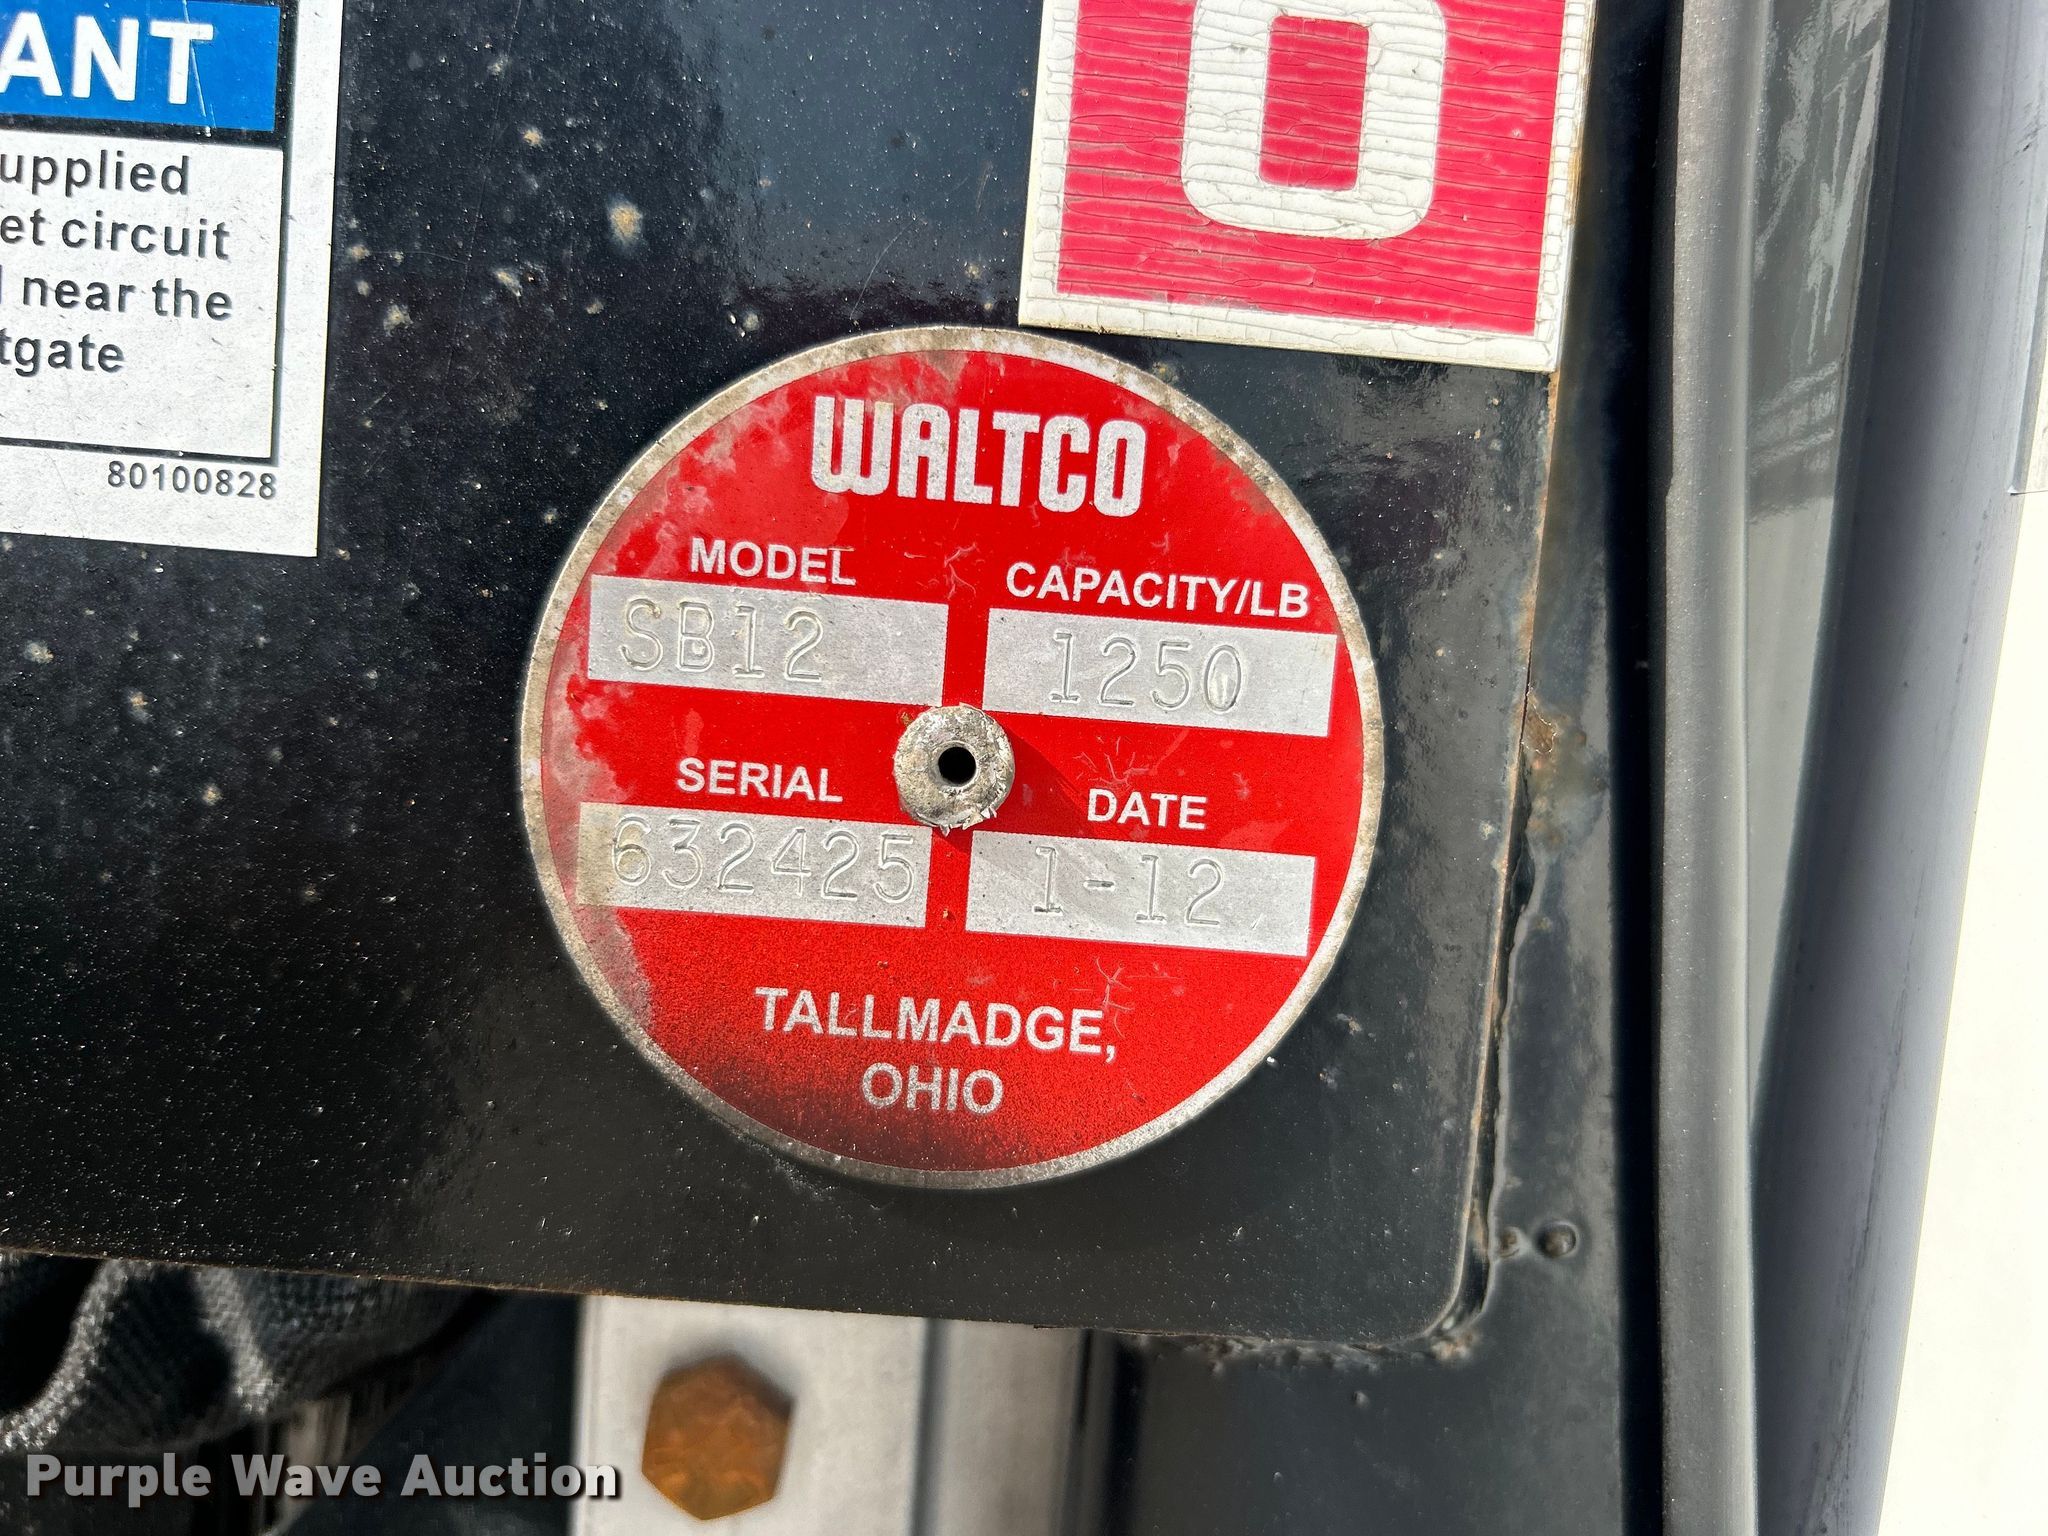 ANT
upplied
et circuit
near the
tgate
80100828
0
WALTCO
MODEL
CAPACITY/LB
SB12
1250
SERIAL
DATE
632425
1-12
TALLMADGE,
OHIO
Purple Wave Auction